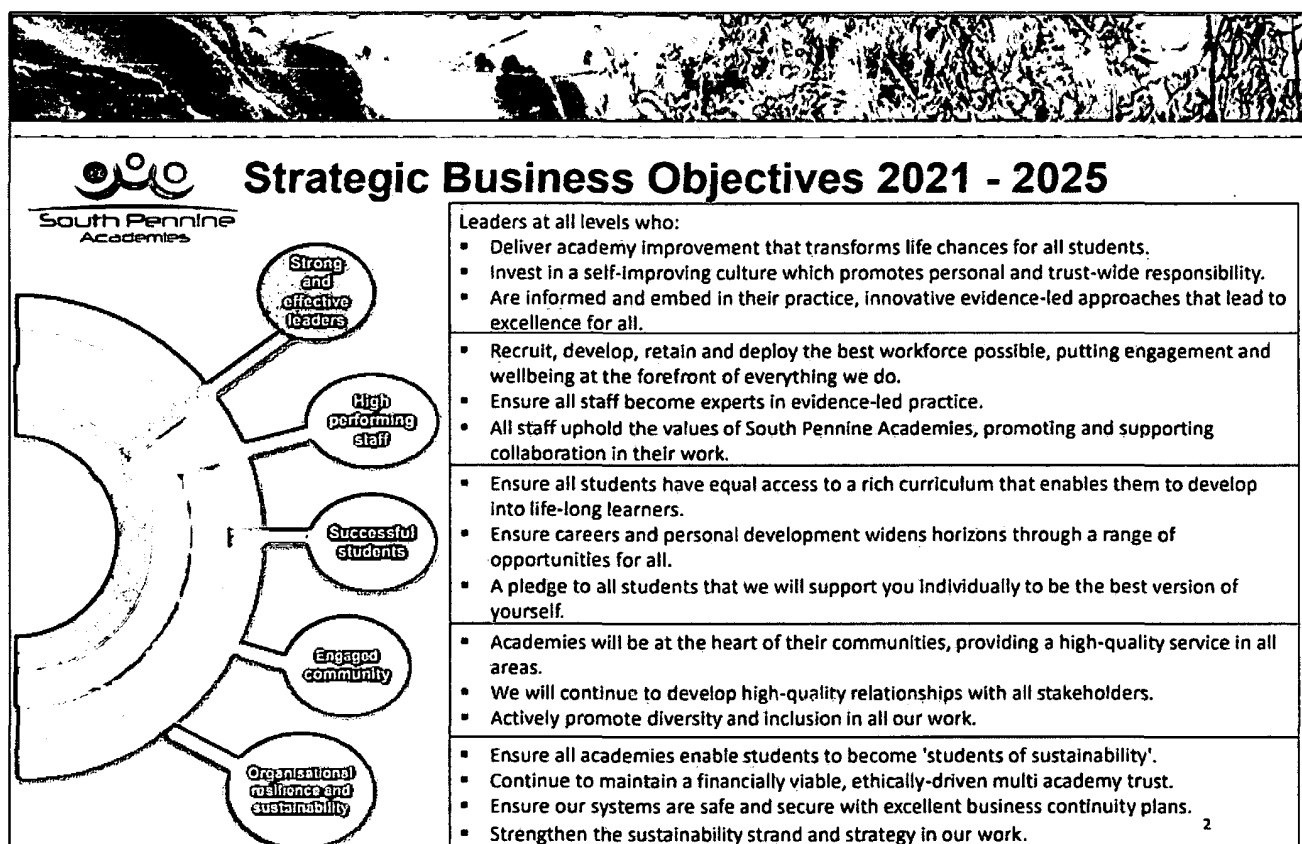 South Pennine
Academies
Strategic Business Objectives 2021 - 2025
Strong
and
effective
leaders
Leaders at all levels who:
▪ Deliver academy improvement that transforms life chances for all students.
▪ Invest in a self-improving culture which promotes personal and trust-wide responsibility.
▪ Are informed and embed in their practice, innovative evidence-led approaches that lead to
excellence for all.
High
performing
staff
▪ Recruit, develop, retain and deploy the best workforce possible, putting engagement and
wellbeing at the forefront of everything we do.
▪ Ensure all staff become experts in evidence-led practice.
▪ All staff uphold the values of South Pennine Academies, promoting and supporting
collaboration in their work.
Successful
students
▪ Ensure all students have equal access to a rich curriculum that enables them to develop
into life-long learners.
▪ Ensure careers and personal development widens horizons through a range of
opportunities for all.
▪ A pledge to all students that we will support you individually to be the best version of
yourself.
Engaged
community
▪ Academies will be at the heart of their communities, providing a high-quality service in all
areas.
▪ We will continue to develop high-quality relationships with all stakeholders.
▪ Actively promote diversity and inclusion in all our work.
Organisational
resilience and
sustainability
▪ Ensure all academies enable students to become 'students of sustainability'.
▪ Continue to maintain a financially viable, ethically-driven multi academy trust.
▪ Ensure our systems are safe and secure with excellent business continuity plans.
▪ Strengthen the sustainability strand and strategy in our work.
2